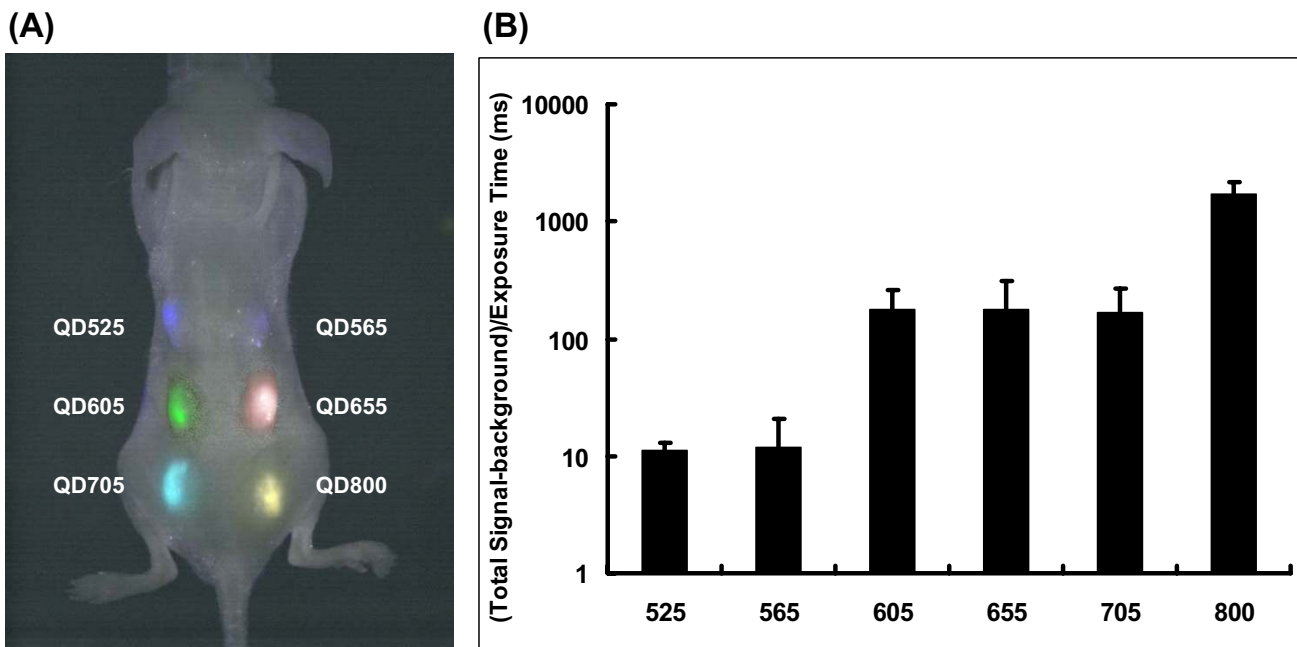 (A)
QD525 QD565
QD605 QD655
QD705 QD800
(B)
(Total Signal-background)/Exposure Time (ms)
10000
1000
100
10
1
525 565 605 655 705 800